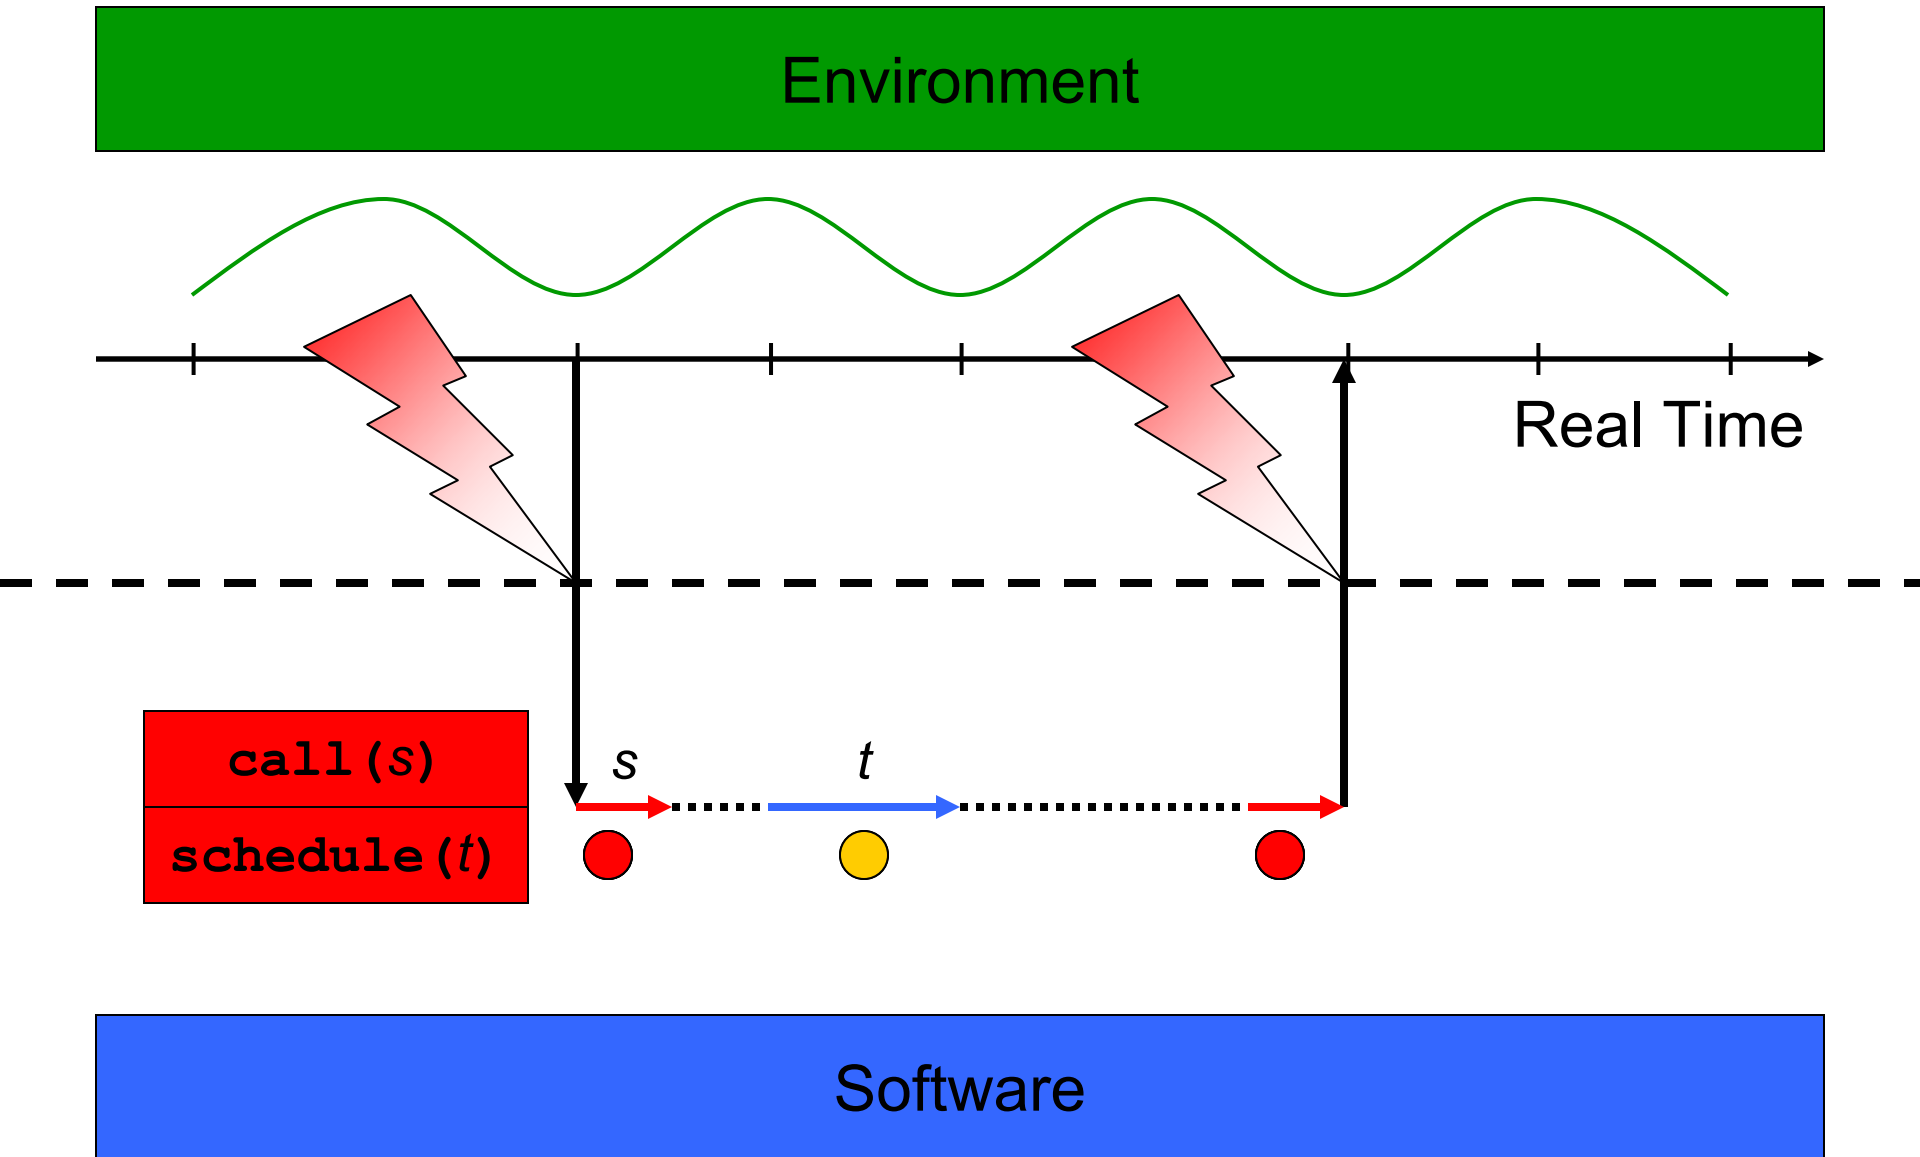 Environment
Real Time
call(s)
s
t
schedule(t)
Software